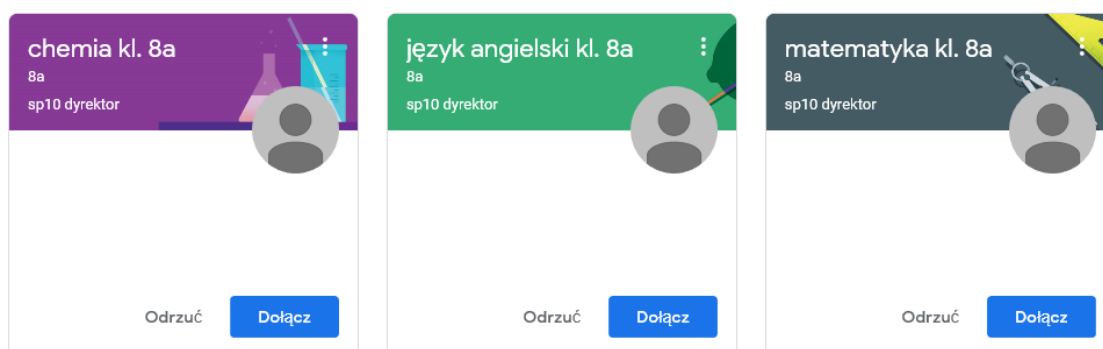 chemia kl. 8a
8a
sp10 dyrektor
Odrzuć
Dołącz
język angielski kl. 8a
8a
sp10 dyrektor
Odrzuć
Dołącz
matematyka kl. 8a
8a
sp10 dyrektor
Odrzuć
Dołącz